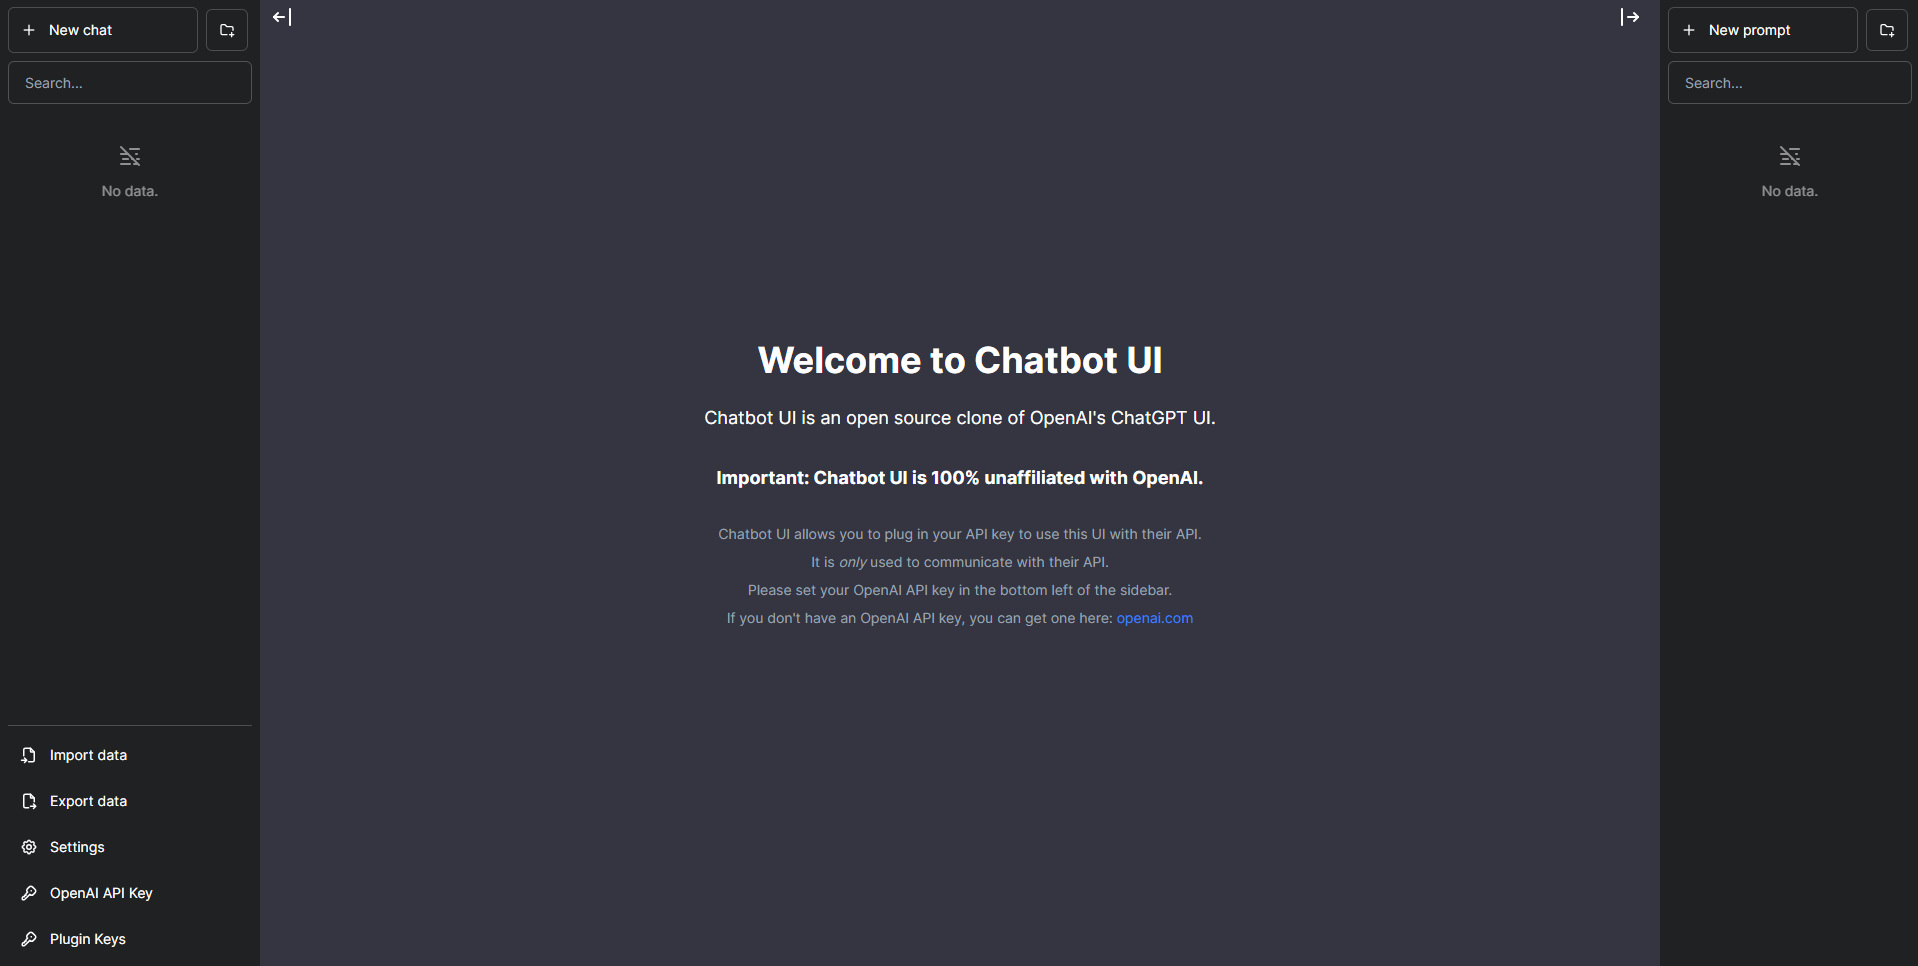 New chat
Search...
No data.
Import data
Export data
Settings
OpenAI API Key
Plugin Keys
Welcome to Chatbot UI
Chatbot UI is an open source clone of OpenAI's ChatGPT UI.
Important: Chatbot UI is 100% unaffiliated with OpenAI.
Chatbot UI allows you to plug in your API key to use this UI with their API.
It is only used to communicate with their API.
Please set your OpenAI API key in the bottom left of the sidebar.
If you don't have an OpenAI API key, you can get one here: openai.com
New prompt
Search...
No data.